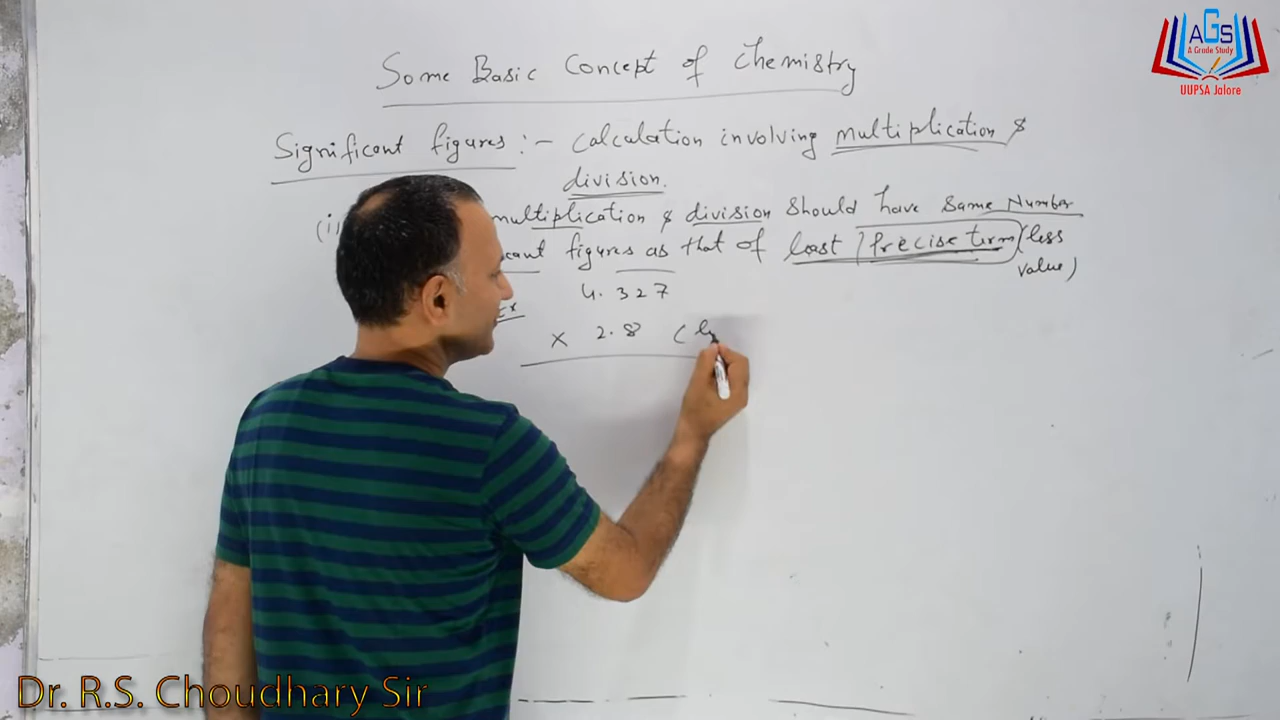 Some Basic Concept of Chemistry
Significant figures :- Calculation involving multiplication &
division.
(i) multiplication & division should have same Number
figures as that of least (Precise term) (less
value)
Ex 4.327
x 2.8 (
AGS
A Grade Study
UUPSA Jalore
Dr. R.S. Choudhary Sir